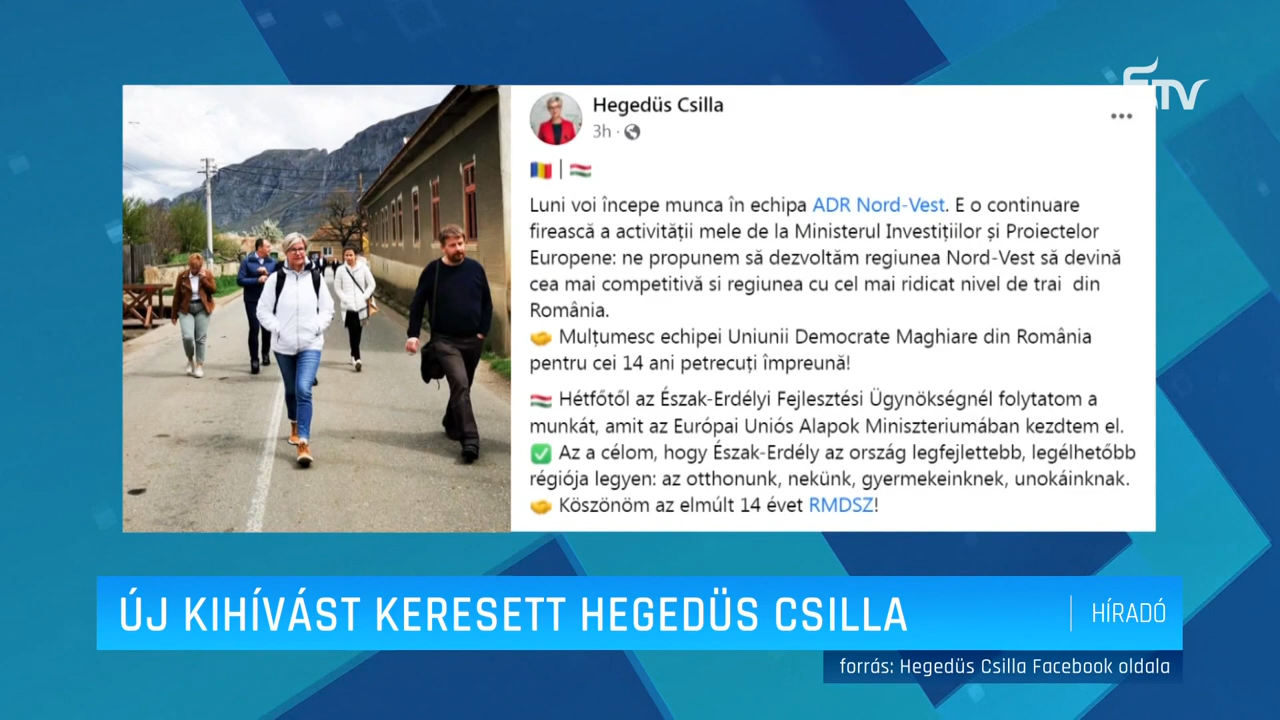 ETV
Hegedüs Csilla
3h
Luni voi începe munca în echipa ADR Nord-Vest. E o continuare
firească a activității mele de la Ministerul Investițiilor și Proiectelor
Europene: ne propunem să dezvoltăm regiunea Nord-Vest să devină
cea mai competitivă si regiunea cu cel mai ridicat nivel de trai din
România.
Mulțumesc echipei Uniunii Democrate Maghiare din România
pentru cei 14 ani petrecuți împreună!
Hétfőtől az Észak-Erdélyi Fejlesztési Ügynökségnél folytatom a
munkát, amit az Európai Uniós Alapok Miniszteriumában kezdtem el.
Az a célom, hogy Észak-Erdély az ország legfejlettebb, legélhetőbb
régiója legyen: az otthonunk, nekünk, gyermekeinknek, unokáinknak.
Köszönöm az elmúlt 14 évet RMDSZ!
ÚJ KIHÍVÁST KERESETT HEGEDÜS CSILLA
HÍRADÓ
forrás: Hegedüs Csilla Facebook oldala